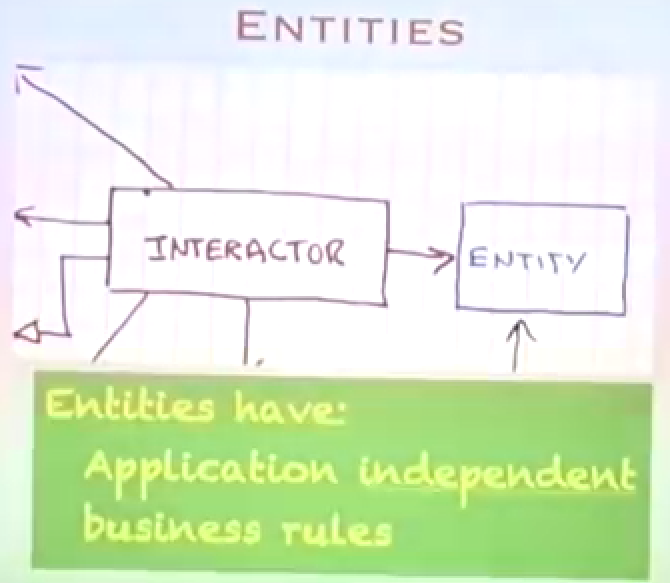 ENTITIES
INTERACTOR
ENTITY
Entities have:
Application independent
business rules